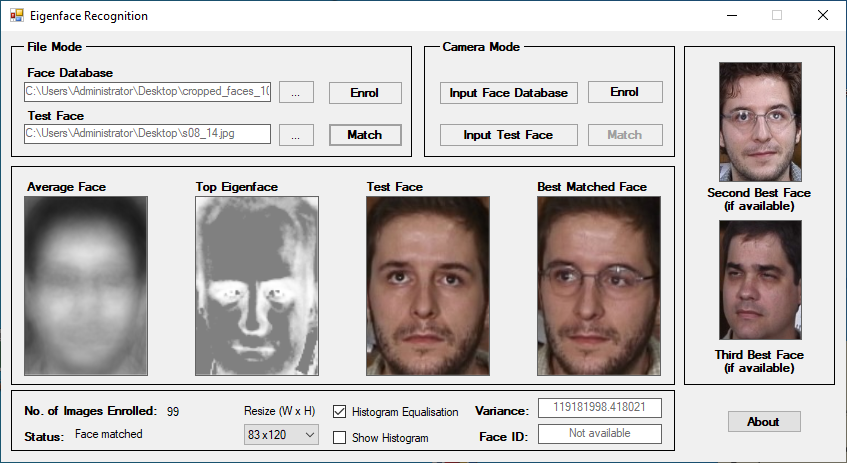 Eigenface Recognition
File Mode
Face Database
C:\Users\Administrator\Desktop\cropped_faces_10
...
Enrol
Test Face
C:\Users\Administrator\Desktop\s08_14.jpg
...
Match
Camera Mode
Input Face Database
Enrol
Input Test Face
Match
Second Best Face
(if available)
Third Best Face
(if available)
Average Face
Top Eigenface
Test Face
Best Matched Face
No. of Images Enrolled: 99
Status: Face matched
Resize (W x H)
83 x120
Histogram Equalisation
Show Histogram
Variance: 119181998.418021
Face ID: Not available
About